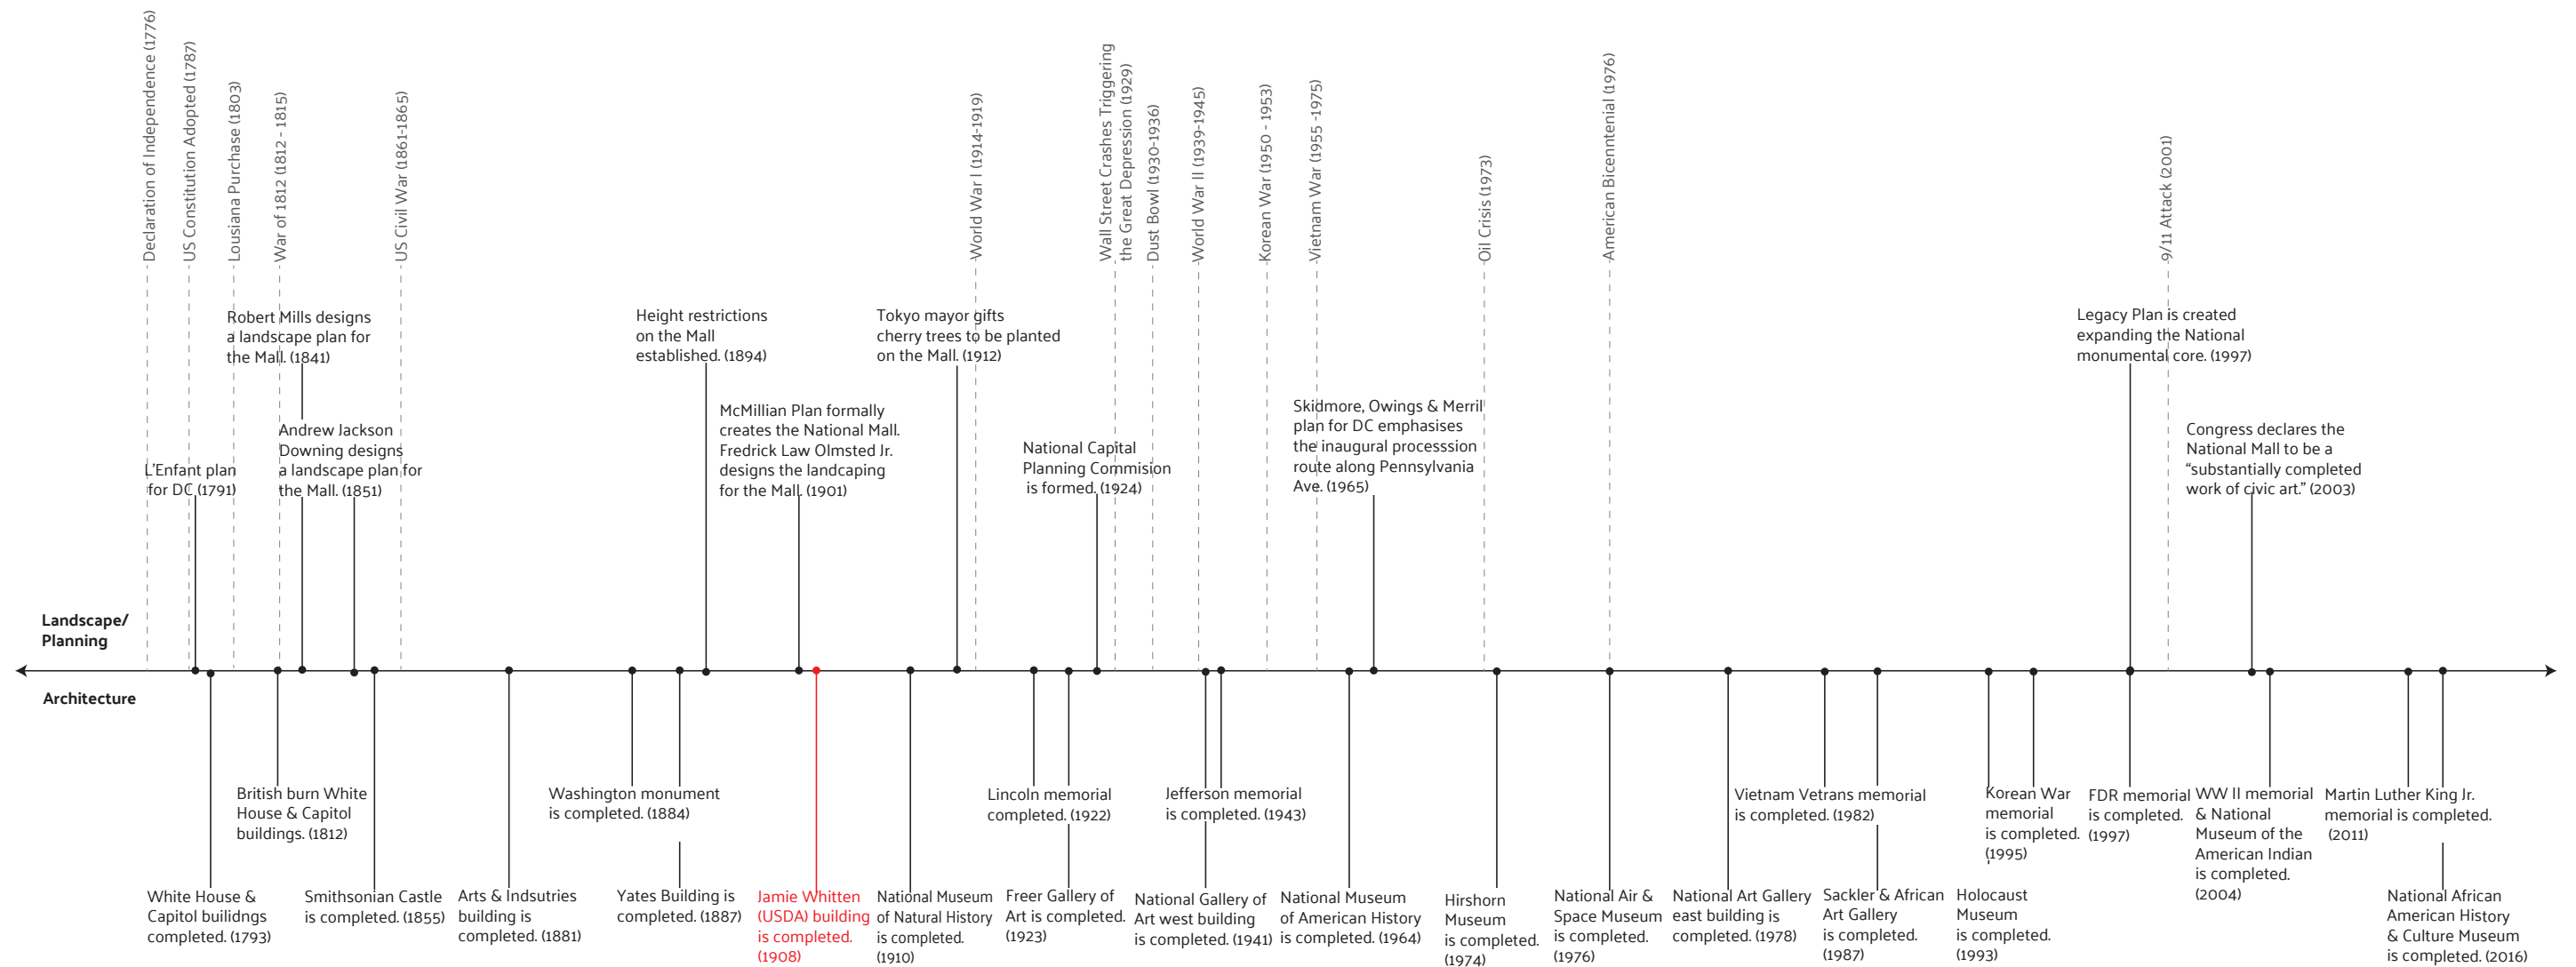 Declaration of Independence (1776)
US Constitution Adopted (1787)
Lousiana Purchase (1803)
War of 1812 (1812 - 1815)
US Civil War (1861-1865)
World War I (1914-1919)
Wall Street Crashes Triggering
the Great Depression (1929)
Dust Bowl (1930-1936)
World War II (1939-1945)
Korean War (1950 - 1953)
Vietnam War (1955 -1975)
Oil Crisis (1973)
American Bicenntenial (1976)
9/11 Attack (2001)
Robert Mills designs
a landscape plan for
the Mall. (1841)
Height restrictions
on the Mall
established. (1894)
Tokyo mayor gifts
cherry trees to be planted
on the Mall. (1912)
Legacy Plan is created
expanding the National
monumental core. (1997)
L'Enfant plan
for DC (1791)
Andrew Jackson
Downing designs
a landscape plan for
the Mall. (1851)
McMillian Plan formally
creates the National Mall.
Fredrick Law Olmsted Jr.
designs the landcaping
for the Mall. (1901)
National Capital
Planning Commision
is formed. (1924)
Skidmore, Owings & Merril
plan for DC emphasises
the inaugural processsion
route along Pennsylvania
Ave. (1965)
Congress declares the
National Mall to be a
“substantially completed
work of civic art.” (2003)
Landscape/
Planning
Architecture
British burn White
House & Capitol
buildings. (1812)
Washington monument
is completed. (1884)
Lincoln memorial
completed. (1922)
Jefferson memorial
is completed. (1943)
Vietnam Vetrans memorial
is completed. (1982)
Korean War
memorial
is completed.
(1995)
FDR memorial
is completed.
(1997)
WW II memorial
& National
Museum of the
American Indian
is completed.
(2004)
Martin Luther King Jr.
memorial is completed.
(2011)
White House &
Capitol builidngs
completed. (1793)
Smithsonian Castle
is completed. (1855)
Arts & Indsutries
building is
completed. (1881)
Yates Building is
completed. (1887)
Jamie Whitten
(USDA) building
is completed.
(1908)
National Museum
of Natural History
is completed.
(1910)
Freer Gallery of
Art is completed.
(1923)
National Gallery of
Art west building
is completed. (1941)
National Museum
of American History
is completed. (1964)
Hirshorn
Museum
is completed.
(1974)
National Air &
Space Museum
is completed.
(1976)
National Art Gallery
east building is
completed. (1978)
Sackler & African
Art Gallery
is completed.
(1987)
Holocaust
Museum
is completed.
(1993)
National African
American History
& Culture Museum
is completed. (2016)